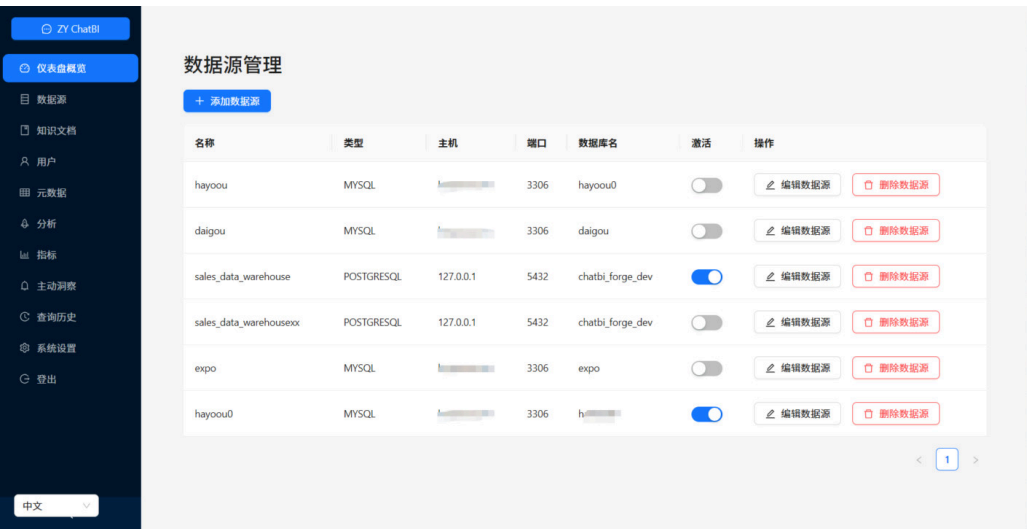 ZY ChatBI
仪表盘概览
数据源
知识文档
用户
元数据
分析
指标
主动洞察
查询历史
系统设置
登出
中文
数据源管理
添加数据源
名称 类型 主机 端口 数据库名 激活 操作
hayoou MYSQL 3306 hayoou0 编辑数据源 删除数据源
daigou MYSQL 3306 daigou 编辑数据源 删除数据源
sales_data_warehouse POSTGRESQL 127.0.0.1 5432 chatbi_forge_dev 编辑数据源 删除数据源
sales_data_warehousexx POSTGRESQL 127.0.0.1 5432 chatbi_forge_dev 编辑数据源 删除数据源
expo MYSQL 3306 expo 编辑数据源 删除数据源
hayoou0 MYSQL 3306 编辑数据源 删除数据源
< 1 >